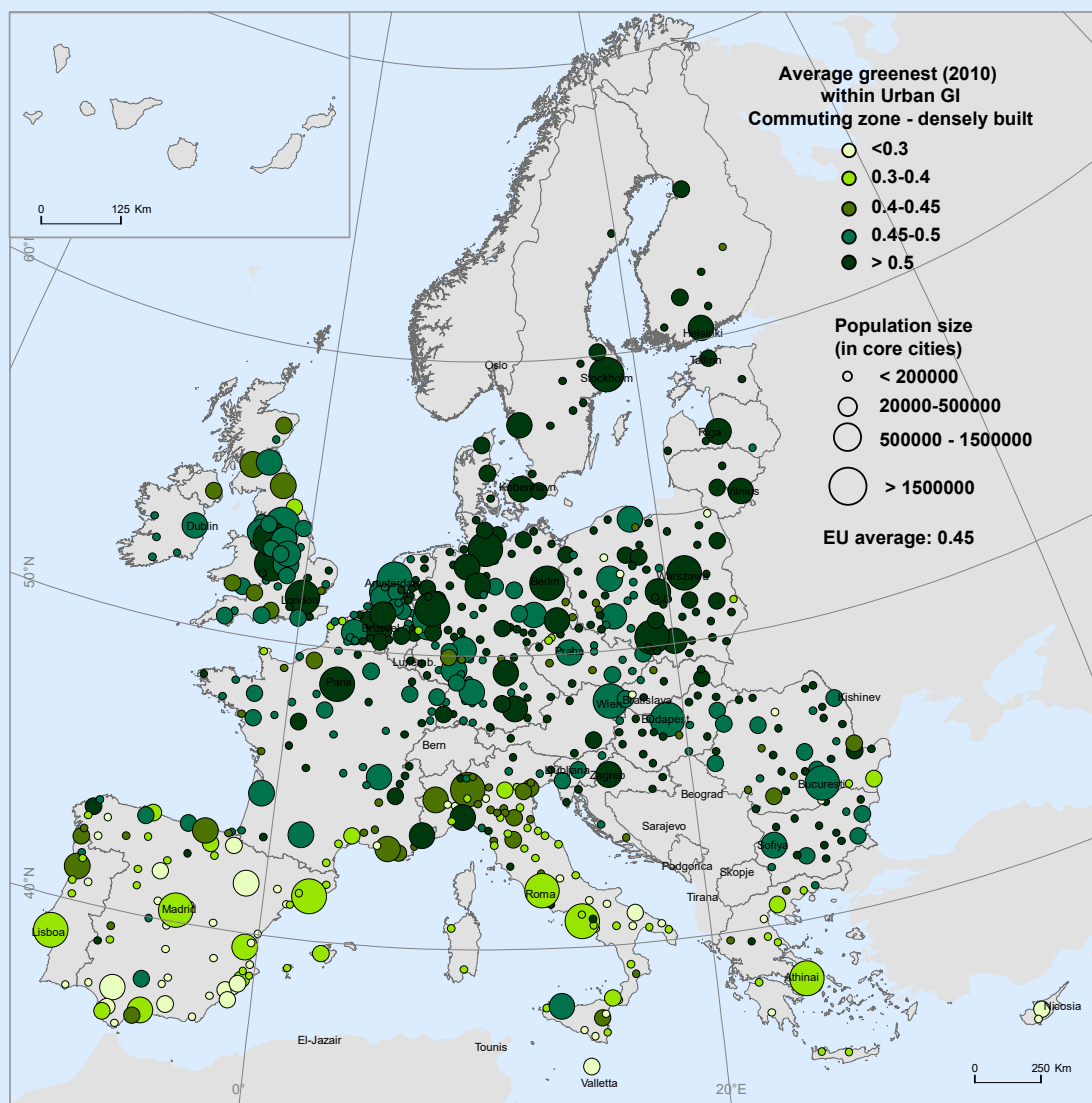 Average greenest (2010)
within Urban GI
Commuting zone - densely built
<0.3
0.3-0.4
0.4-0.45
0.45-0.5
> 0.5
0 125 Km
Population size
(in core cities)
< 200000
20000-500000
500000 - 1500000
> 1500000
EU average: 0.45
Helsinki
Tallinn
Oslo
Stockholm
Riga
København
Vilnius
Dublin
Amsterdam
Berlin
Warszawa
London
Brussel
Praha
Luxemb.
Paris
Wien
Bratislava
Budapest
Kishinev
Bern
Ljubljana
Zagreb
Bucuresti
Beograd
Sarajevo
Sofiya
Podgorica
Skopje
Tirana
Roma
Madrid
Lisboa
Athinai
Nicosia
El-Jazair
Tounis
Valletta
50°N
40°N
0°
20°E
0 250 Km